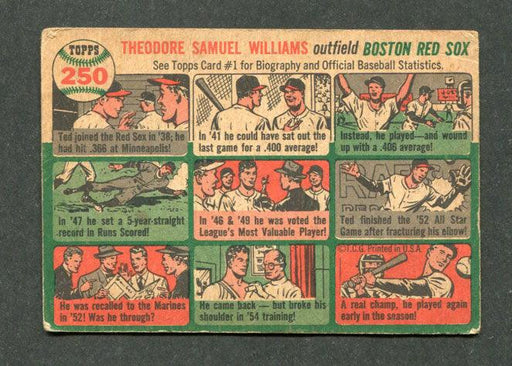 TOPPS
250
THEODORE SAMUEL WILLIAMS outfield BOSTON RED SOX
See Topps Card #1 for Biography and Official Baseball Statistics.
Ted joined the Red Sox in '38; he
had hit .366 at Minneapolis!
In '41 he could have sat out the
last game for a .400 average!
Instead, he played—and wound
up with a .406 average!
In '47 he set a 5-year-straight
record in Runs Scored!
In '46 & '49 he was voted the
League's Most Valuable Player!
Ted finished the '52 All Star
Game after fracturing his elbow!
He was recalled to the Marines
in '52! Was he through?
He came back — but broke his
shoulder in '54 training!
©T.C.G. Printed in U.S.A.
A real champ, he played again
early in the season!